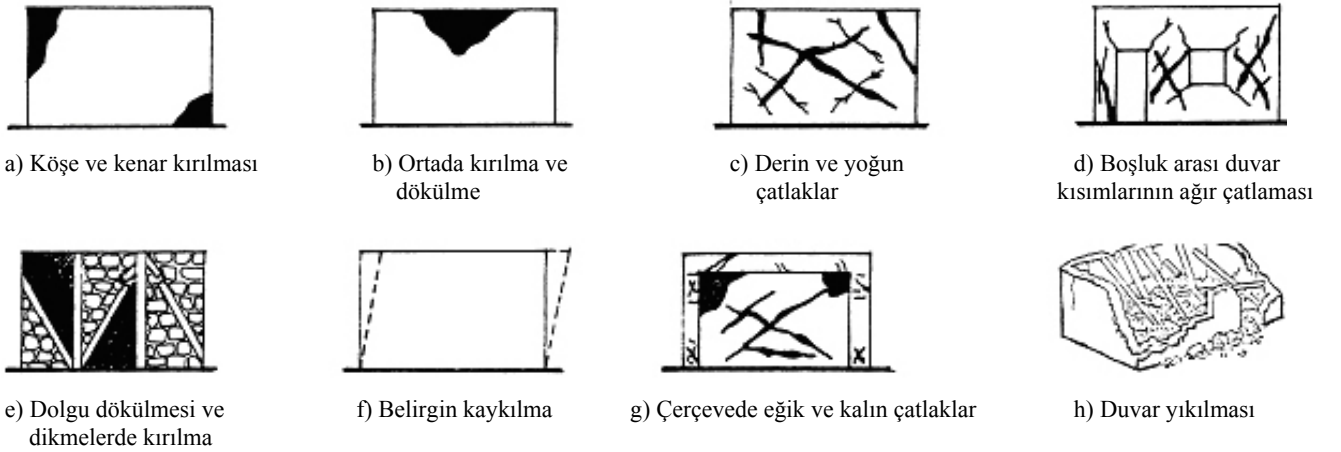 a) Köşe ve kenar kırılması
b) Ortada kırılma ve
dökülme
c) Derin ve yoğun
çatlaklar
d) Boşluk arası duvar
kısımlarının ağır çatlaması
e) Dolgu dökülmesi ve
dikmelerde kırılma
f) Belirgin kaykılma
g) Çerçevede eğik ve kalın çatlaklar
h) Duvar yıkılması